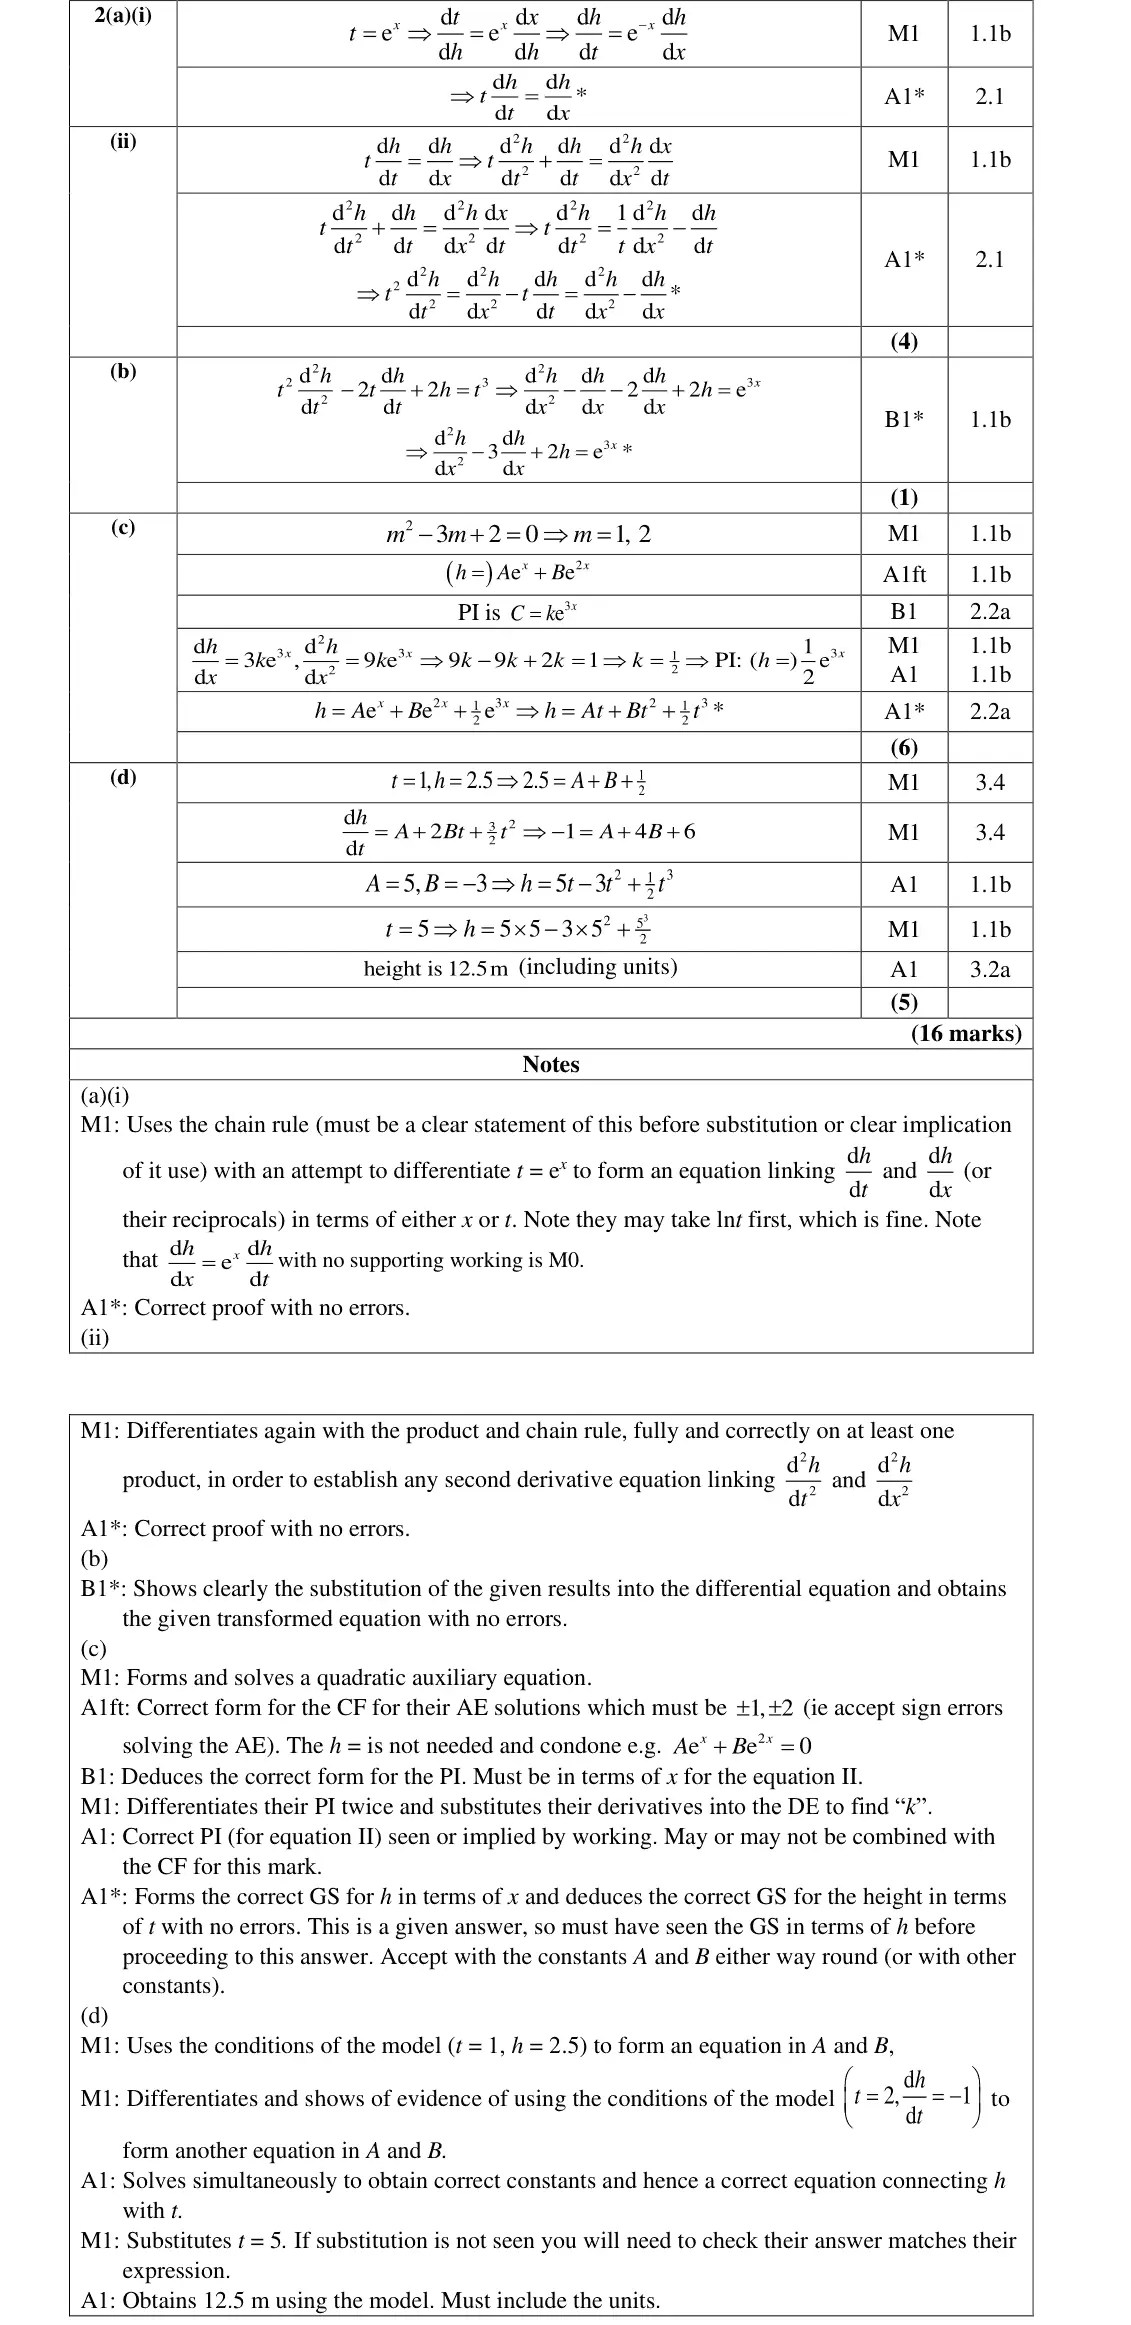 2(a)(i) t = eˣ ⇒ dt/dh = eˣ dx/dh ⇒ dh/dt = e⁻ˣ dh/dx M1 1.1b
⇒ t dh/dt = dh/dx * A1* 2.1
(ii) t dh/dt = dh/dx ⇒ t d²h/dt² + dh/dt = d²h/dx² dx/dt M1 1.1b
t d²h/dt² + dh/dt = d²h/dx² dx/dt ⇒ t d²h/dt² = 1/t d²h/dx² − dh/dt
⇒ t² d²h/dt² = d²h/dx² − t dh/dt = d²h/dx² − dh/dx * A1* 2.1
(4)
(b) t² d²h/dt² − 2t dh/dt + 2h = t³ ⇒ d²h/dx² − dh/dx − 2 dh/dx + 2h = e³ˣ
⇒ d²h/dx² − 3 dh/dx + 2h = e³ˣ * B1* 1.1b
(1)
(c) m² − 3m + 2 = 0 ⇒ m = 1, 2 M1 1.1b
(h =) Aeˣ + Be²ˣ A1ft 1.1b
PI is C = ke³ˣ B1 2.2a
dh/dx = 3ke³ˣ, d²h/dx² = 9ke³ˣ ⇒ 9k − 9k + 2k = 1 ⇒ k = ½ ⇒ PI: (h =) 1/2 e³ˣ M1 1.1b
A1 1.1b
h = Aeˣ + Be²ˣ + ½e³ˣ ⇒ h = At + Bt² + ½t³ * A1* 2.2a
(6)
(d) t = 1, h = 2.5 ⇒ 2.5 = A + B + ½ M1 3.4
dh/dt = A + 2Bt + 3/2 t² ⇒ −1 = A + 4B + 6 M1 3.4
A = 5, B = −3 ⇒ h = 5t − 3t² + ½t³ A1 1.1b
t = 5 ⇒ h = 5 × 5 − 3 × 5² + 5³/2 M1 1.1b
height is 12.5 m (including units) A1 3.2a
(5)
(16 marks)
Notes
(a)(i)
M1: Uses the chain rule (must be a clear statement of this before substitution or clear implication
of it use) with an attempt to differentiate t = eˣ to form an equation linking dh/dt and dh/dx (or
their reciprocals) in terms of either x or t. Note they may take lnt first, which is fine. Note
that dh/dx = eˣ dh/dt with no supporting working is M0.
A1*: Correct proof with no errors.
(ii)
M1: Differentiates again with the product and chain rule, fully and correctly on at least one
product, in order to establish any second derivative equation linking d²h/dt² and d²h/dx²
A1*: Correct proof with no errors.
(b)
B1*: Shows clearly the substitution of the given results into the differential equation and obtains
the given transformed equation with no errors.
(c)
M1: Forms and solves a quadratic auxiliary equation.
A1ft: Correct form for the CF for their AE solutions which must be ±1, ±2 (ie accept sign errors
solving the AE). The h = is not needed and condone e.g. Aeˣ + Be²ˣ = 0
B1: Deduces the correct form for the PI. Must be in terms of x for the equation II.
M1: Differentiates their PI twice and substitutes their derivatives into the DE to find “k”.
A1: Correct PI (for equation II) seen or implied by working. May or may not be combined with
the CF for this mark.
A1*: Forms the correct GS for h in terms of x and deduces the correct GS for the height in terms
of t with no errors. This is a given answer, so must have seen the GS in terms of h before
proceeding to this answer. Accept with the constants A and B either way round (or with other
constants).
(d)
M1: Uses the conditions of the model (t = 1, h = 2.5) to form an equation in A and B,
M1: Differentiates and shows of evidence of using the conditions of the model (t = 2, dh/dt = −1) to
form another equation in A and B.
A1: Solves simultaneously to obtain correct constants and hence a correct equation connecting h
with t.
M1: Substitutes t = 5. If substitution is not seen you will need to check their answer matches their
expression.
A1: Obtains 12.5 m using the model. Must include the units.